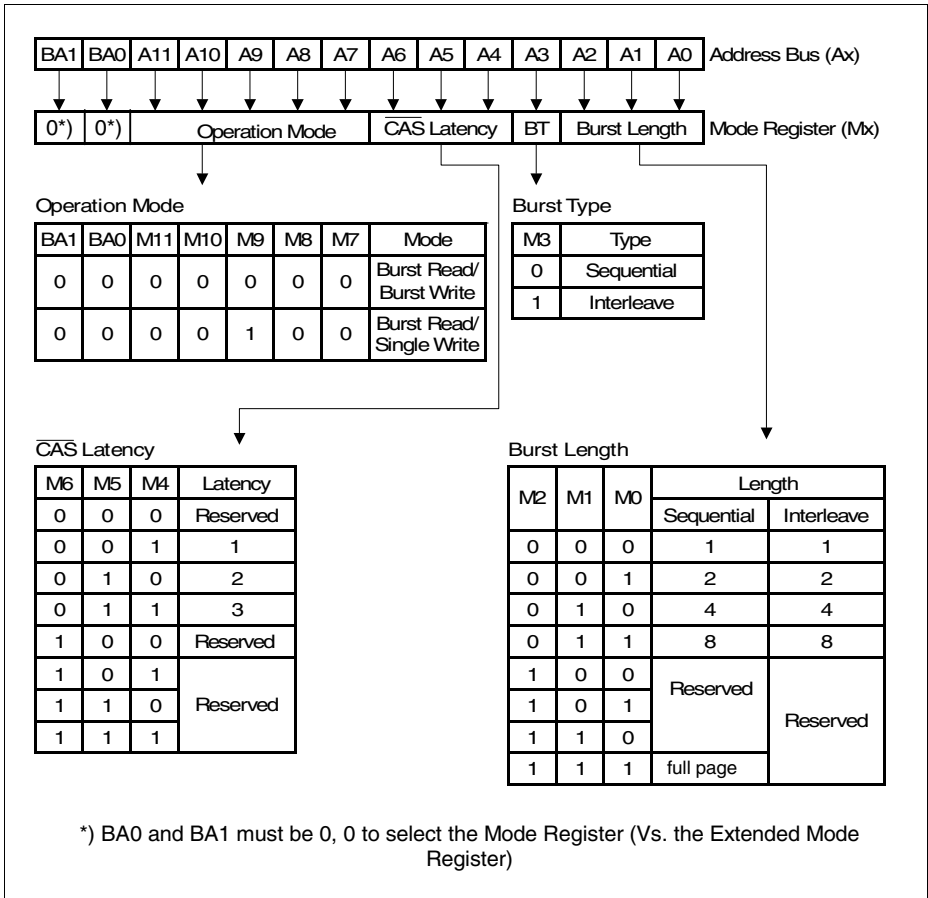 BA1 BA0 A11 A10 A9 A8 A7 A6 A5 A4 A3 A2 A1 A0 Address Bus (Ax)
0*) 0*) Operation Mode CAS Latency BT Burst Length Mode Register (Mx)
Operation Mode
BA1 BA0 M11 M10 M9 M8 M7 Mode
0 0 0 0 0 0 0 Burst Read/
Burst Write
0 0 0 0 1 0 0 Burst Read/
Single Write
Burst Type
M3 Type
0 Sequential
1 Interleave
CAS Latency
M6 M5 M4 Latency
0 0 0 Reserved
0 0 1 1
0 1 0 2
0 1 1 3
1 0 0 Reserved
1 0 1
1 1 0 Reserved
1 1 1
Burst Length
M2 M1 M0 Length
Sequential Interleave
0 0 0 1 1
0 0 1 2 2
0 1 0 4 4
0 1 1 8 8
1 0 0 Reserved
1 0 1 Reserved
1 1 0
1 1 1 full page
*) BA0 and BA1 must be 0, 0 to select the Mode Register (Vs. the Extended Mode
Register)